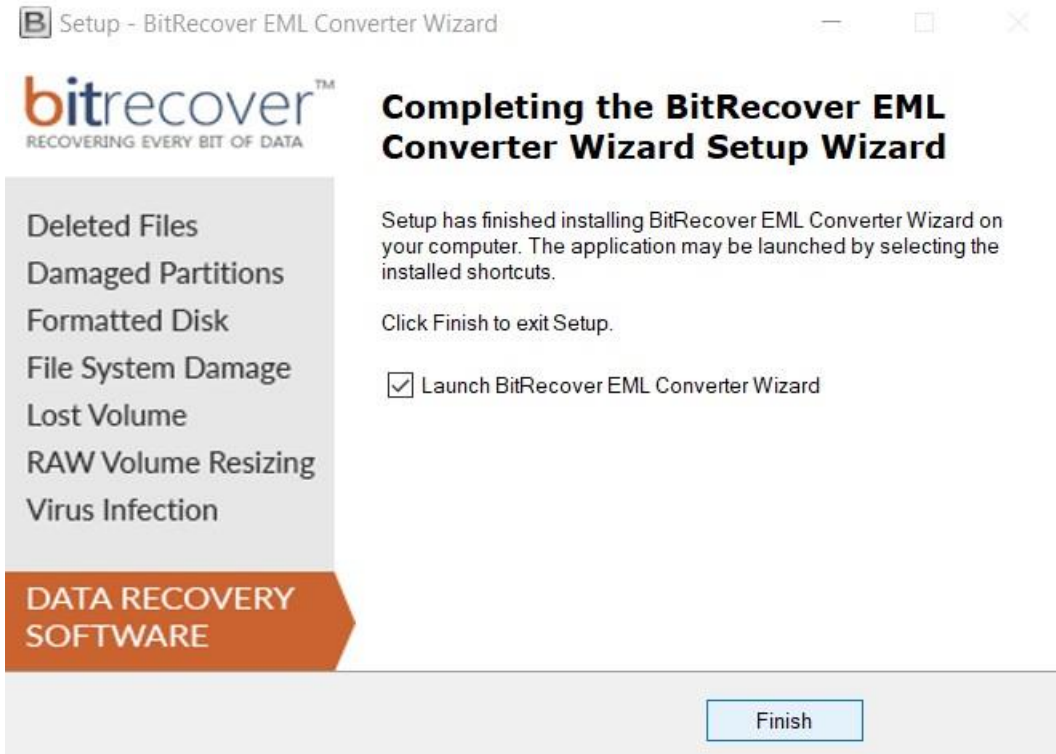 B Setup - BitRecover EML Converter Wizard
bitrecover™
RECOVERING EVERY BIT OF DATA
Deleted Files
Damaged Partitions
Formatted Disk
File System Damage
Lost Volume
RAW Volume Resizing
Virus Infection
DATA RECOVERY
SOFTWARE
Completing the BitRecover EML
Converter Wizard Setup Wizard
Setup has finished installing BitRecover EML Converter Wizard on
your computer. The application may be launched by selecting the
installed shortcuts.
Click Finish to exit Setup.
Launch BitRecover EML Converter Wizard
Finish